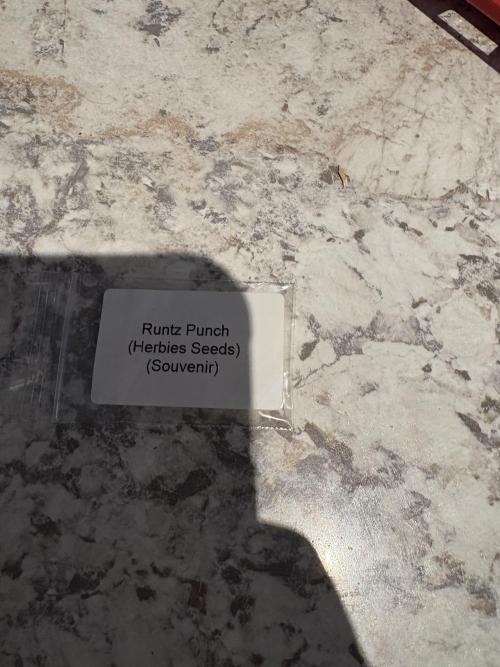 Runtz Punch
(Herbies Seeds)
(Souvenir)